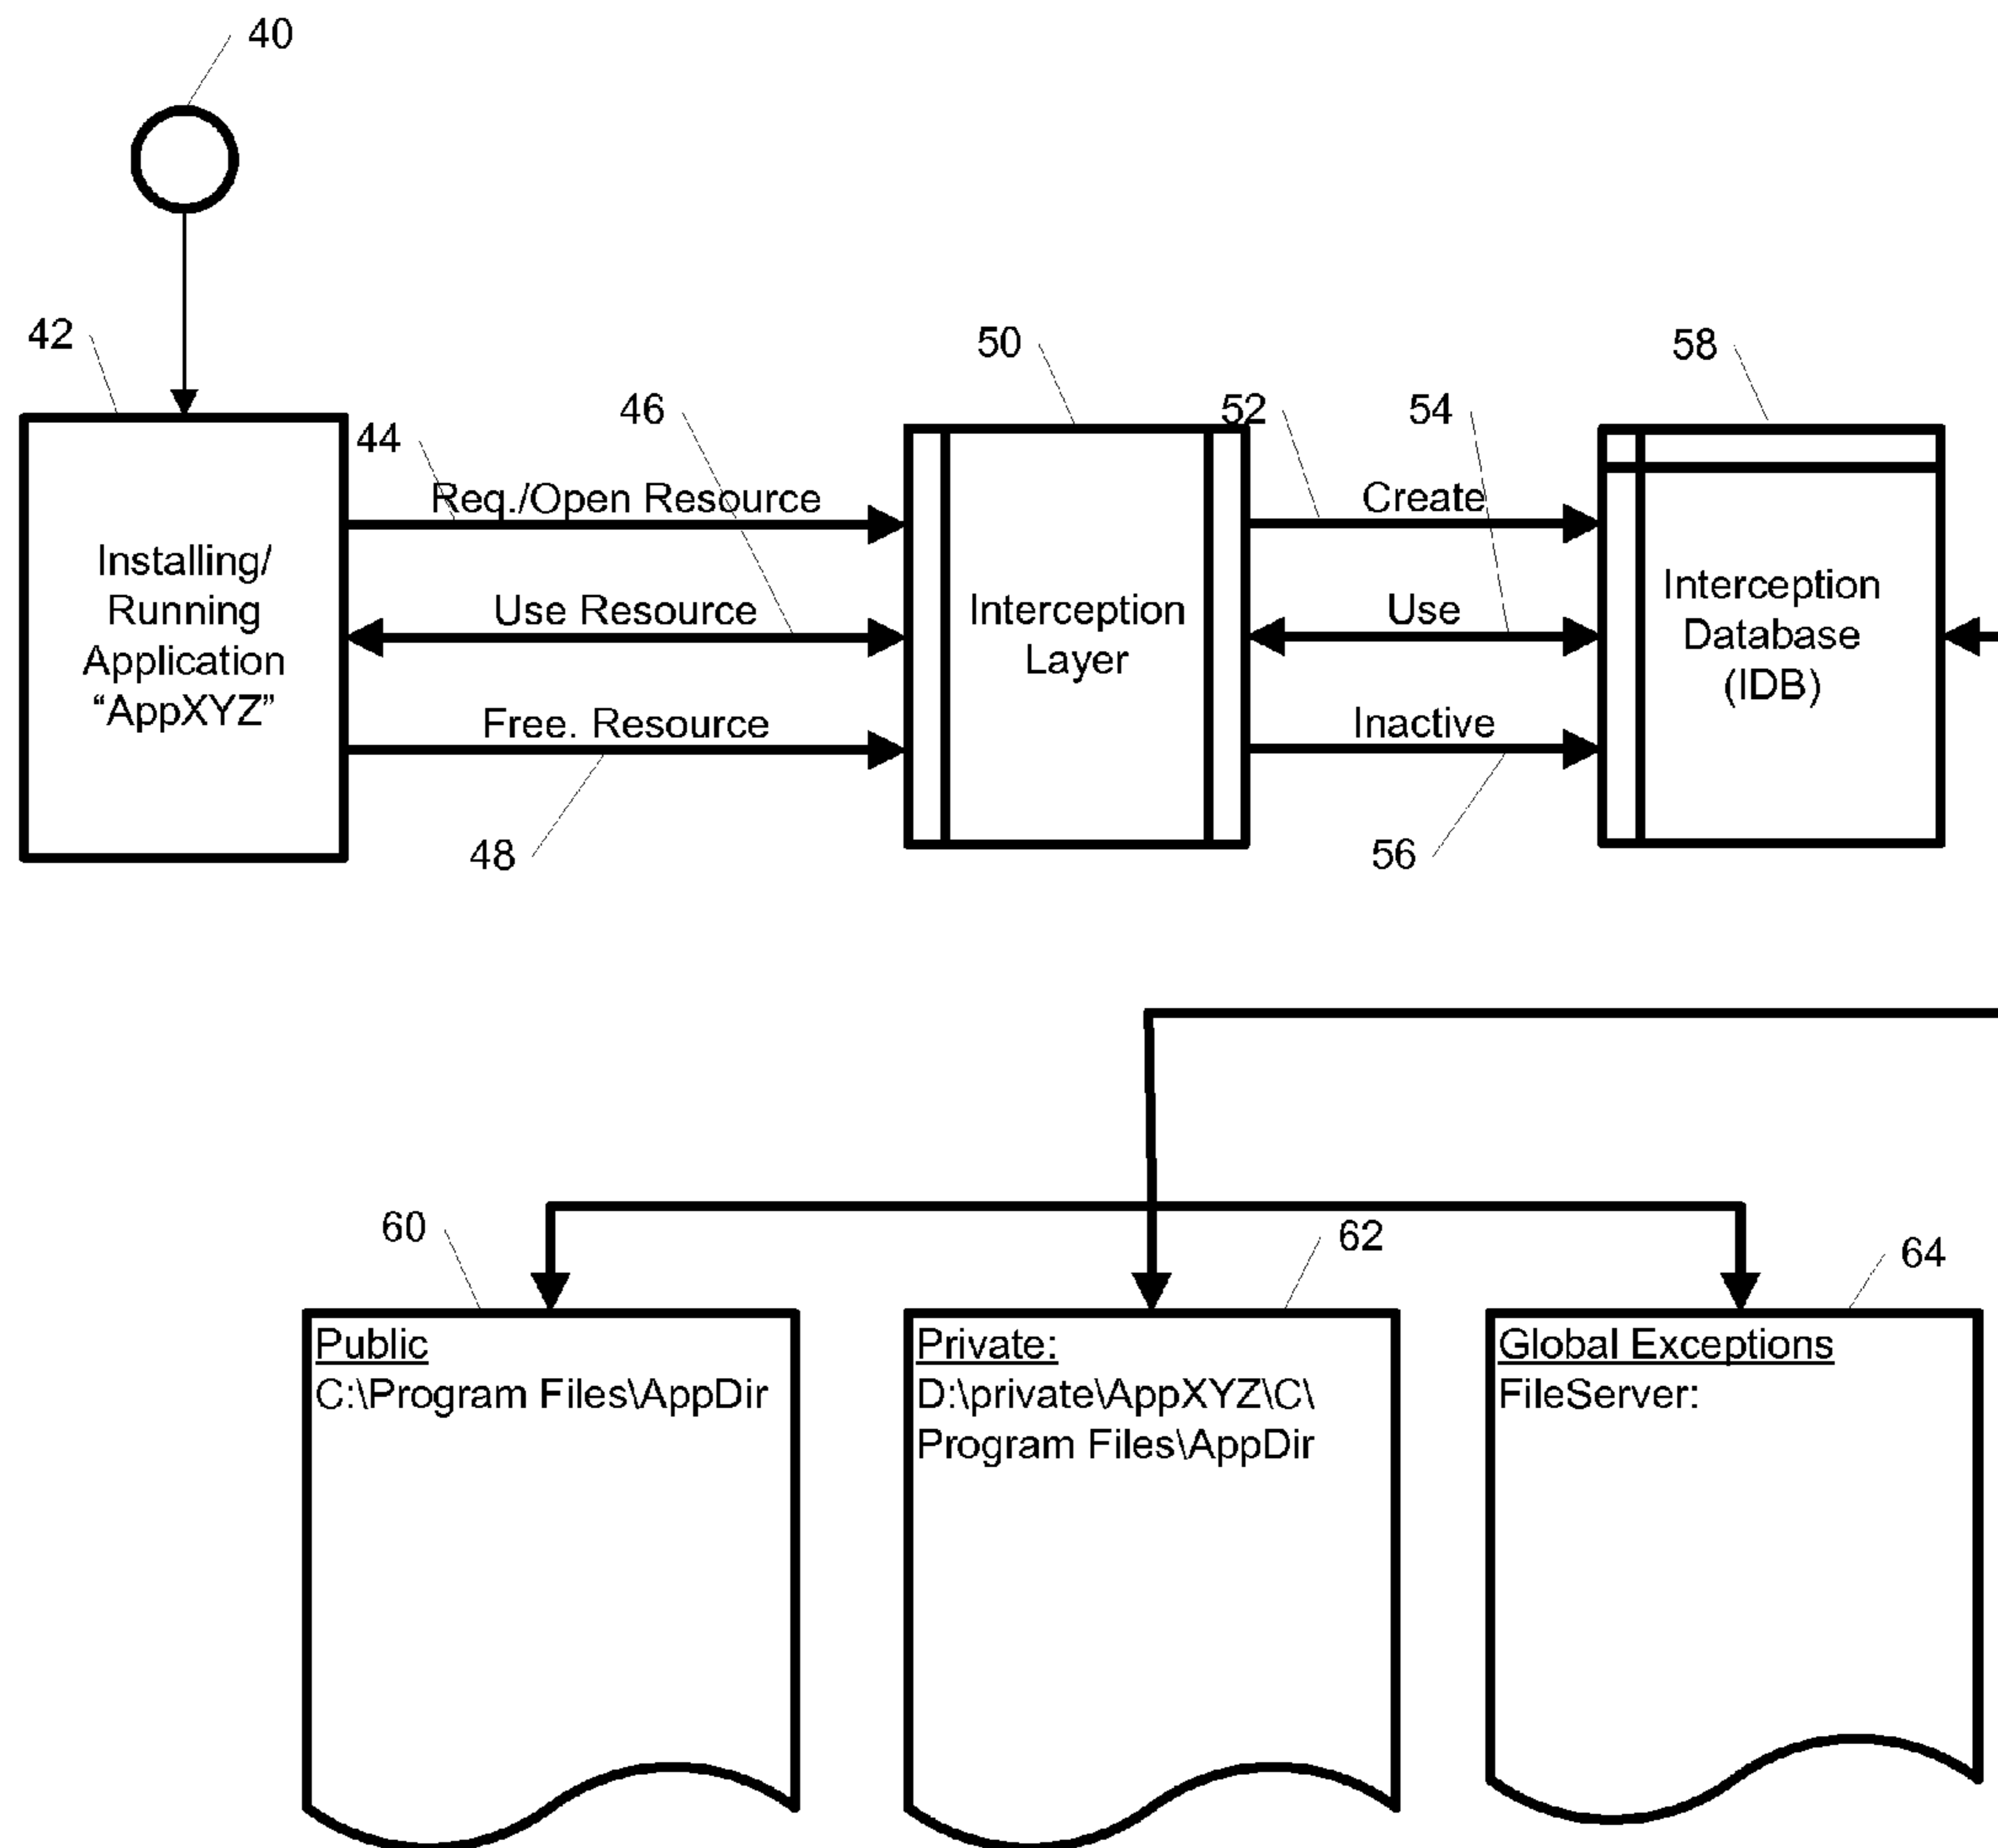 40
42
44
46
50
52
54
58
Req./Open Resource
Create
Installing/
Running
Application
“AppXYZ”
Use Resource
Interception
Layer
Use
Interception
Database
(IDB)
Free. Resource
Inactive
48
56
60
62
64
Public
C:\Program Files\AppDir
Private:
D:\private\AppXYZ\C\
Program Files\AppDir
Global Exceptions
FileServer: